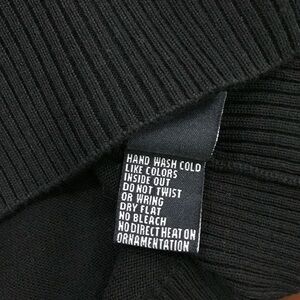 HAND WASH COLD
LIKE COLORS
INSIDE OUT
DO NOT TWIST
OR WRING
DRY FLAT
NO BLEACH
NO DIRECT HEAT ON
ORNAMENTATION